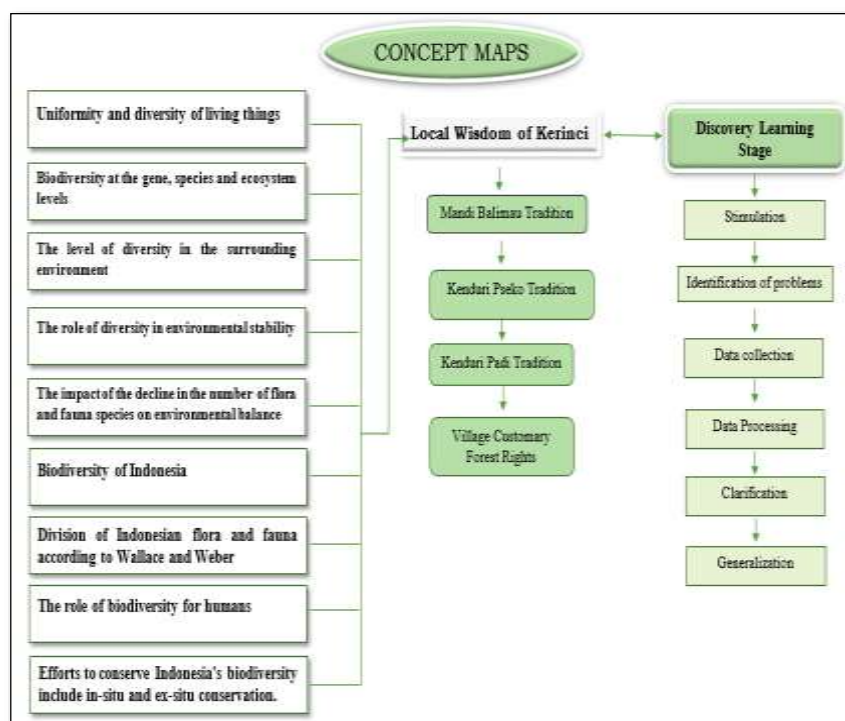 CONCEPT MAPS
Uniformity and diversity of living things
Biodiversity at the gene, species and ecosystem
levels
The level of diversity in the surrounding
environment
The role of diversity in environmental stability
The impact of the decline in the number of flora
and fauna species on environmental balance
Biodiversity of Indonesia
Division of Indonesian flora and fauna
according to Wallace and Weber
The role of biodiversity for humans
Efforts to conserve Indonesia's biodiversity
include in-situ and ex-situ conservation.
Local Wisdom of Kerinci
Mandi Balimau Tradition
Kenduri Pseko Tradition
Kenduri Padi Tradition
Village Customary
Forest Rights
Discovery Learning
Stage
Stimulation
Identification of problems
Data collection
Data Processing
Clarification
Generalization